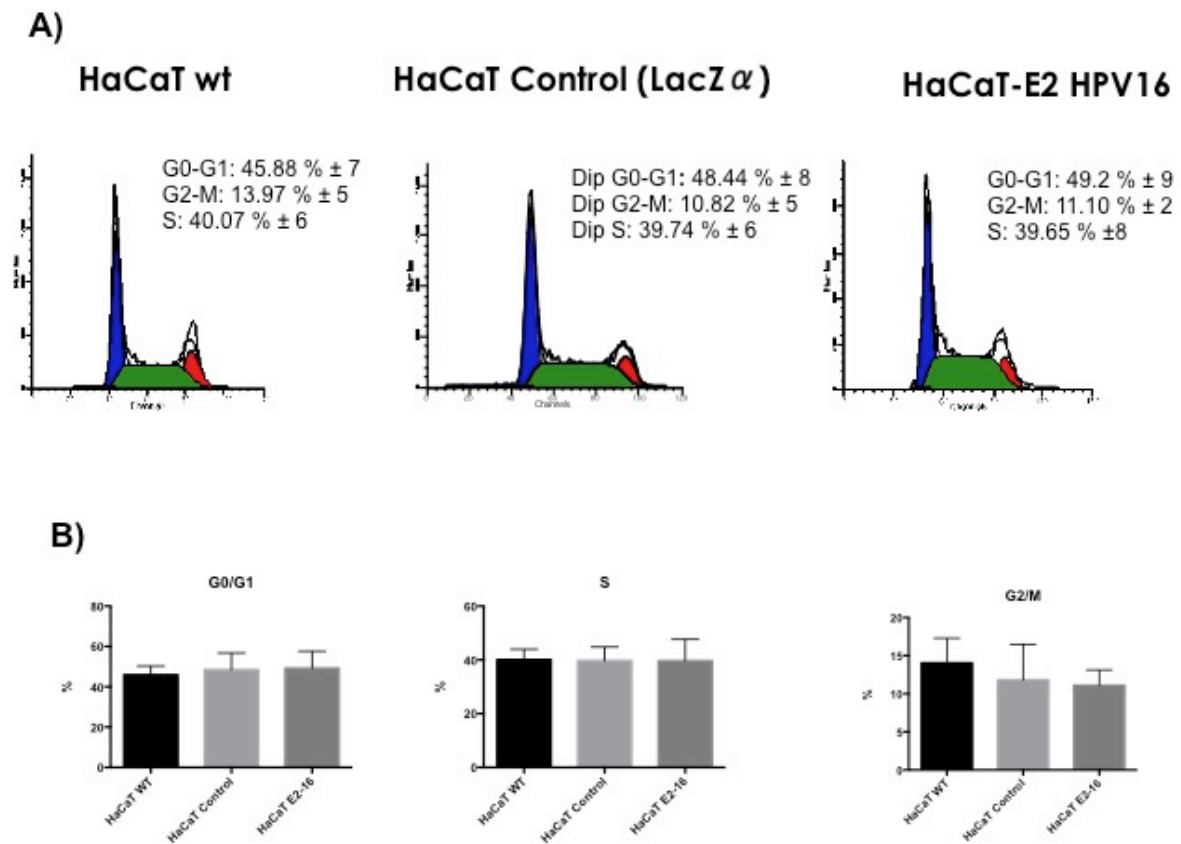 A)
HaCaT wt
HaCaT Control (LacZ α)
HaCaT-E2 HPV16
G0-G1: 45.88 % ± 7
G2-M: 13.97 % ± 5
S: 40.07 % ± 6
Dip G0-G1: 48.44 % ± 8
Dip G2-M: 10.82 % ± 5
Dip S: 39.74 % ± 6
G0-G1: 49.2 % ± 9
G2-M: 11.10 % ± 2
S: 39.65 % ±8
Channels
B)
G0/G1
80
60
40
20
0
%
HaCaT WT
HaCaT Control
HaCaT E2-16
S
60
40
20
0
%
HaCaT WT
HaCaT Control
HaCaT E2-16
G2/M
20
15
10
5
0
%
HaCaT WT
HaCaT Control
HaCaT E2-16